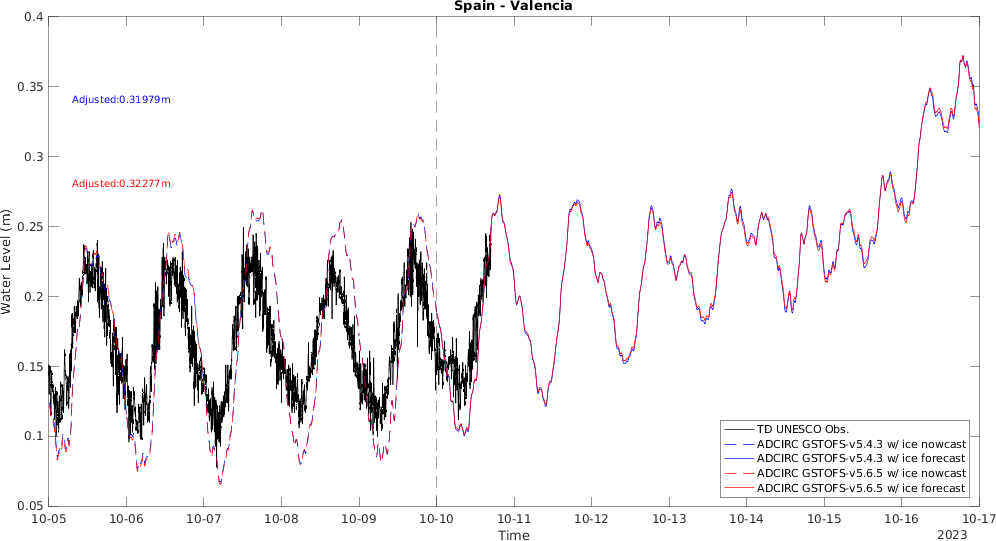 Spain - Valencia
0.4
0.35
0.3
0.25
0.2
0.15
0.1
0.05
Water Level (m)
Adjusted:0.31979m
Adjusted:0.32277m
TD UNESCO Obs.
ADCIRC GSTOFS-v5.4.3 w/ ice nowcast
ADCIRC GSTOFS-v5.4.3 w/ ice forecast
ADCIRC GSTOFS-v5.6.5 w/ ice nowcast
ADCIRC GSTOFS-v5.6.5 w/ ice forecast
10-05 10-06 10-07 10-08 10-09 10-10 10-11 10-12 10-13 10-14 10-15 10-16 10-17
Time
2023